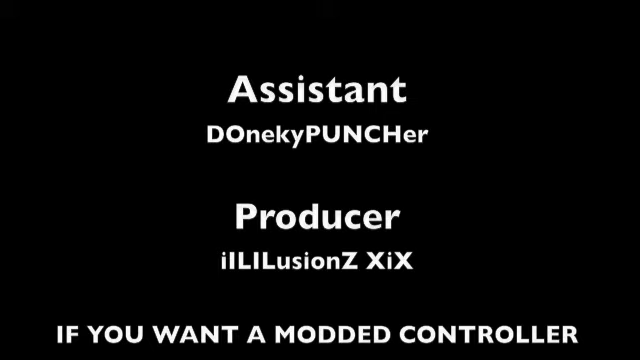 Assistant
DOnekyPUNCHer
Producer
iILILusionZ XiX
IF YOU WANT A MODDED CONTROLLER